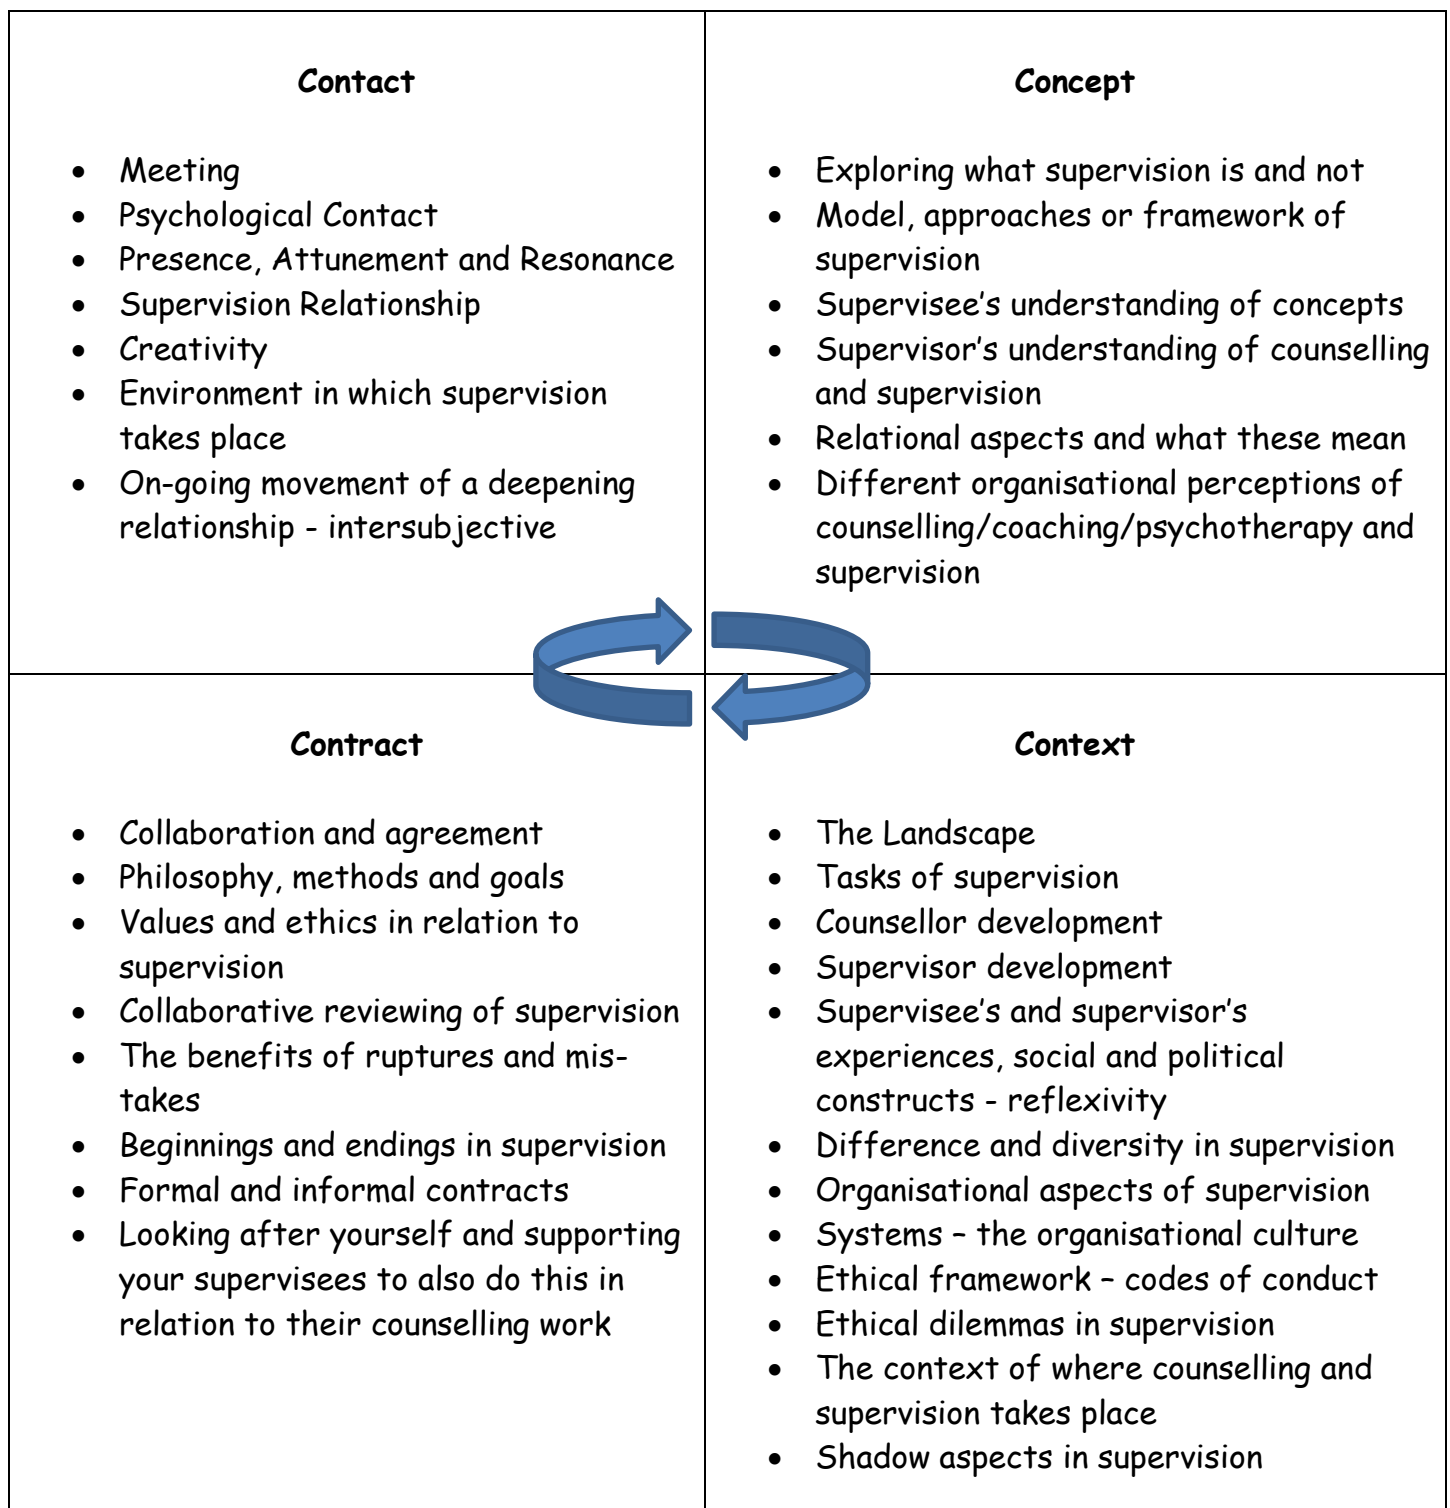 Contact
• Meeting
• Psychological Contact
• Presence, Attunement and Resonance
• Supervision Relationship
• Creativity
• Environment in which supervision
takes place
• On-going movement of a deepening
relationship - intersubjective
Concept
• Exploring what supervision is and not
• Model, approaches or framework of
supervision
• Supervisee’s understanding of concepts
• Supervisor’s understanding of counselling
and supervision
• Relational aspects and what these mean
• Different organisational perceptions of
counselling/coaching/psychotherapy and
supervision
Contract
• Collaboration and agreement
• Philosophy, methods and goals
• Values and ethics in relation to
supervision
• Collaborative reviewing of supervision
• The benefits of ruptures and mis-
takes
• Beginnings and endings in supervision
• Formal and informal contracts
• Looking after yourself and supporting
your supervisees to also do this in
relation to their counselling work
Context
• The Landscape
• Tasks of supervision
• Counsellor development
• Supervisor development
• Supervisee’s and supervisor’s
experiences, social and political
constructs - reflexivity
• Difference and diversity in supervision
• Organisational aspects of supervision
• Systems – the organisational culture
• Ethical framework – codes of conduct
• Ethical dilemmas in supervision
• The context of where counselling and
supervision takes place
• Shadow aspects in supervision